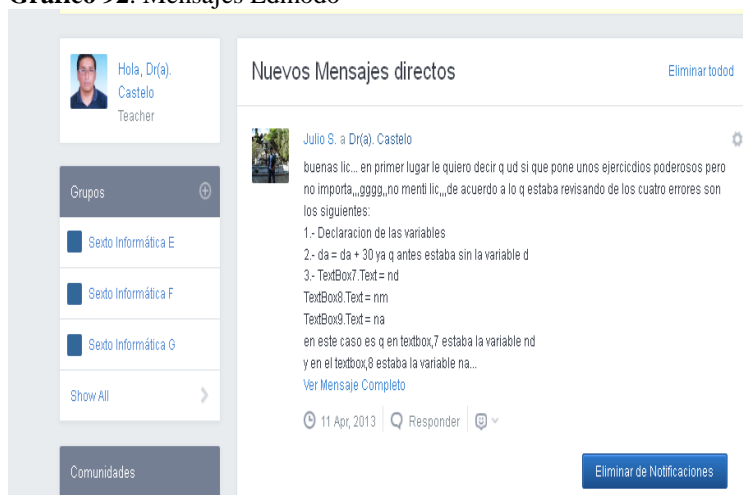 Gráfico 92. Mensajes Edmodo
Hola, Dr(a).
Castelo
Teacher
Grupos
Sexto Informática E
Sexto Informática F
Sexto Informática G
Show All
Comunidades
Nuevos Mensajes directos
Eliminar todod
Julio S. a Dr(a). Castelo
buenas lic... en primer lugar le quiero decir q ud si que pone unos ejercicdios poderosos pero
no importa,,,gggg,,no menti lic,,,de acuerdo a lo q estaba revisando de los cuatro errores son
los siguientes:
1.- Declaracion de las variables
2.- da = da + 30 ya q antes estaba sin la variable d
3.- TextBox7.Text = nd
TextBox8.Text = nm
TextBox9.Text = na
en este caso es q en textbox,7 estaba la variable nd
y en el textbox,8 estaba la variable na...
Ver Mensaje Completo
11 Apr, 2013 Responder
Eliminar de Notificaciones